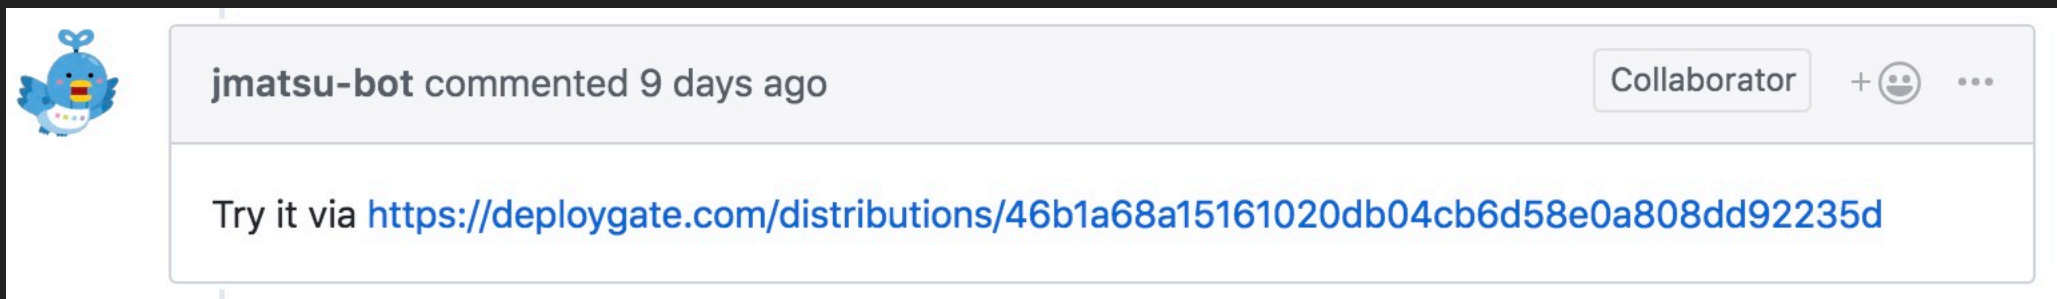 jmatsu-bot commented 9 days ago Collaborator
Try it via https://deploygate.com/distributions/46b1a68a15161020db04cb6d58e0a808dd92235d